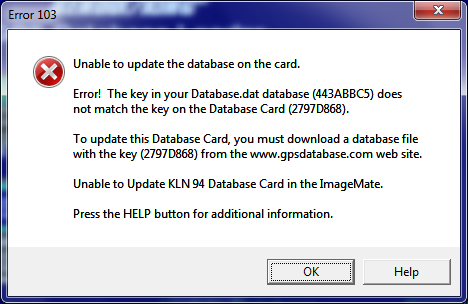 Error 103
Unable to update the database on the card.
Error! The key in your Database.dat database (443ABBC5) does
not match the key on the Database Card (2797D868).
To update this Database Card, you must download a database file
with the key (2797D868) from the www.gpsdatabase.com web site.
Unable to Update KLN 94 Database Card in the ImageMate.
Press the HELP button for additional information.
OK
Help